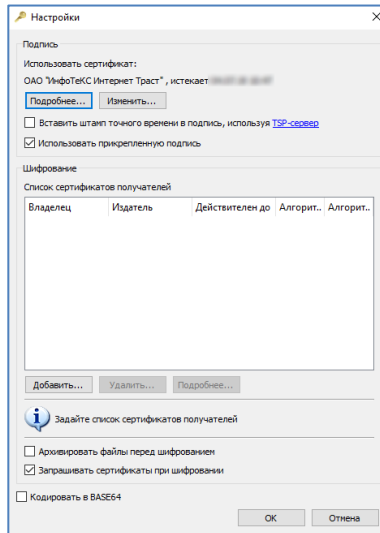 Настройки
Подпись
Использовать сертификат:
ОАО "ИнфоТеКС Интернет Траст" , истекает
Подробнее... Изменить...
Вставить штамп точного времени в подпись, используя TSP-сервер
Использовать прикрепленную подпись
Шифрование
Список сертификатов получателей
Владелец Издатель Действителен до Алгорит.. Алгорит..
Добавить... Удалить... Подробнее...
Задайте список сертификатов получателей
Архивировать файлы перед шифрованием
Запрашивать сертификаты при шифровании
Кодировать в BASE64
ОК Отмена